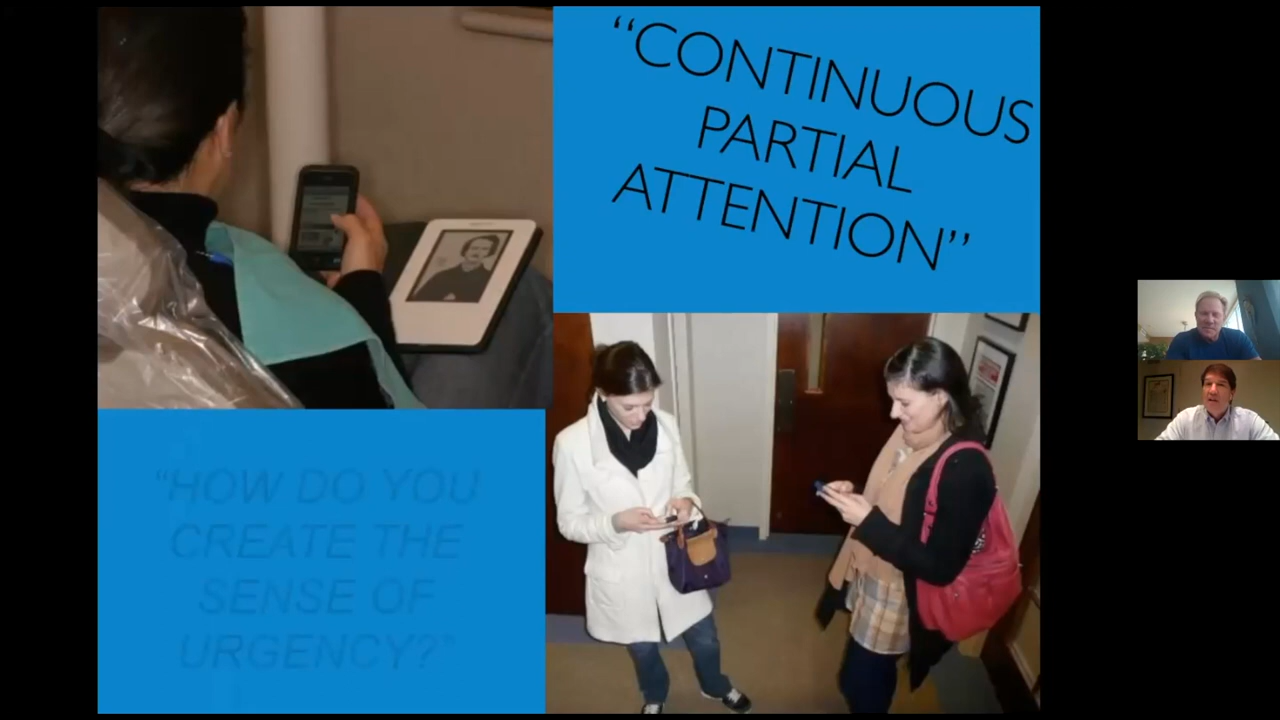 “CONTINUOUS
PARTIAL
ATTENTION”
“HOW DO YOU
CREATE THE
SENSE OF
URGENCY?”